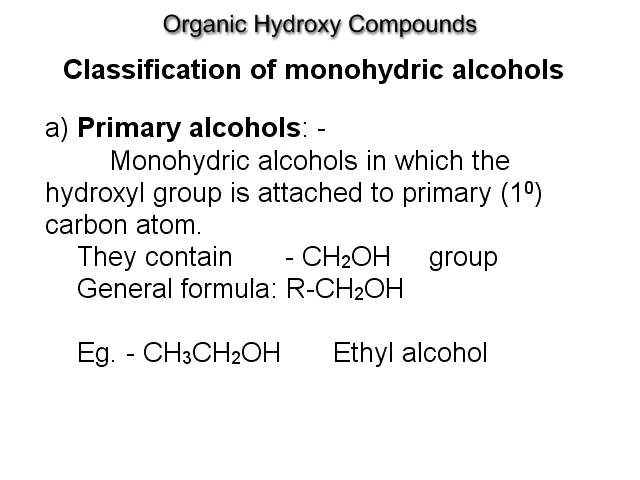 Organic Hydroxy Compounds
Classification of monohydric alcohols
a) Primary alcohols: -
Monohydric alcohols in which the
hydroxyl group is attached to primary (1⁰)
carbon atom.
They contain - CH₂OH group
General formula: R-CH₂OH
Eg. - CH₃CH₂OH Ethyl alcohol